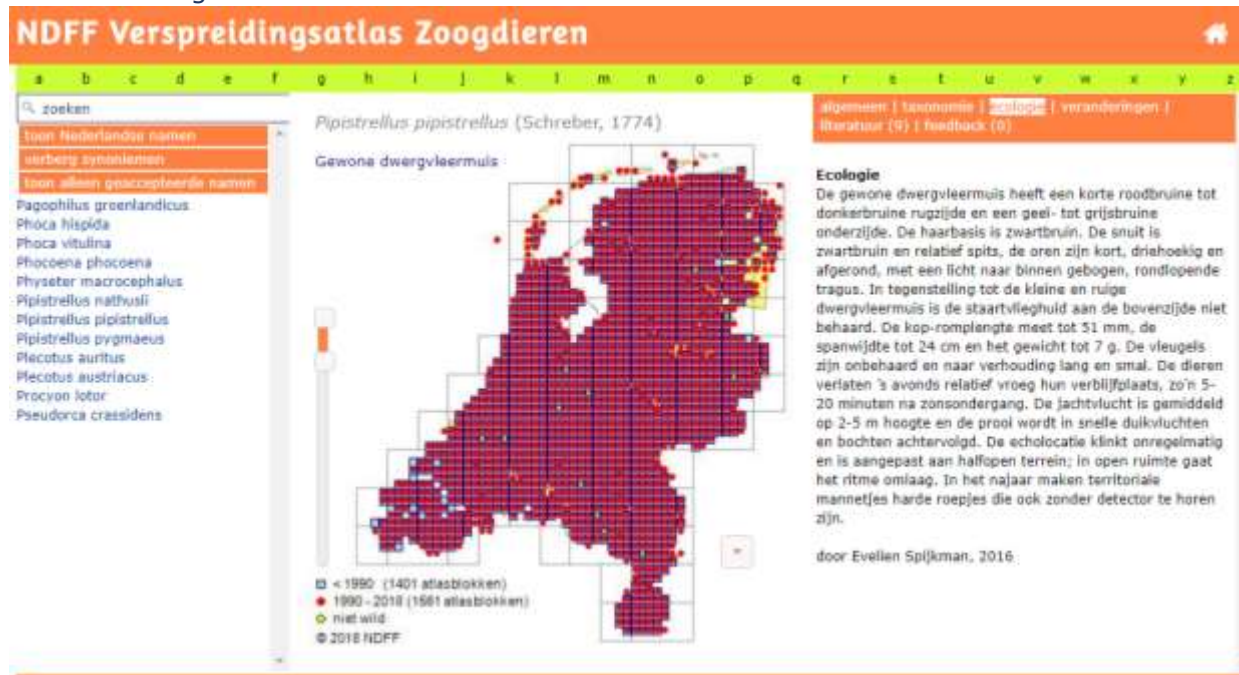 NDFF Verspreidingsatlas Zoogdieren
a b c d e f g h i j k l m n o p q r s t u v w x y z
zoeken
toon Nederlandse namen
verberg synoniemen
toon alleen geaccepteerde namen
Pagophilus groenlandicus
Phoca hispida
Phoca vitulina
Phocoena phocoena
Physeter macrocephalus
Pipistrellus nathusii
Pipistrellus pipistrellus
Pipistrellus pygmaeus
Plecotus auritus
Plecotus austriacus
Procyon lotor
Pseudorca crassidens
Pipistrellus pipistrellus (Schreber, 1774)
Gewone dwergvleermuis
< 1990 (1401 atlasblokken)
1990 - 2018 (1561 atlasblokken)
niet wild
© 2018 NDFF
algemeen | taxonomie | ecologie | veranderingen |
literatuur (9) | feedback (0)
Ecologie
De gewone dwergvleermuis heeft een korte roodbruine tot
donkerbruine rugzijde en een geel- tot grijsbruine
onderzijde. De haarbasis is zwartbruin. De snuit is
zwartbruin en relatief spits, de oren zijn kort, driehoekig en
afgerond, met een licht naar binnen gebogen, rondlopende
tragus. In tegenstelling tot de kleine en ruige
dwergvleermuis is de staartvlieghuid aan de bovenzijde niet
behaard. De kop-romplengte meet tot 51 mm, de
spanwijdte tot 24 cm en het gewicht tot 7 g. De vleugels
zijn onbehaard en naar verhouding lang en smal. De dieren
verlaten 's avonds relatief vroeg hun verblijfplaats, zo'n 5-
20 minuten na zonsondergang. De jachtvlucht is gemiddeld
op 2-5 m hoogte en de prooi wordt in snelle duikvluchten
en bochten achtervolgd. De echolocatie klinkt onregelmatig
en is aangepast aan halfopen terrein; in open ruimte gaat
het ritme omlaag. In het najaar maken territoriale
mannetjes harde roepjes die ook zonder detector te horen
zijn.
door Evelien Spijkman, 2016